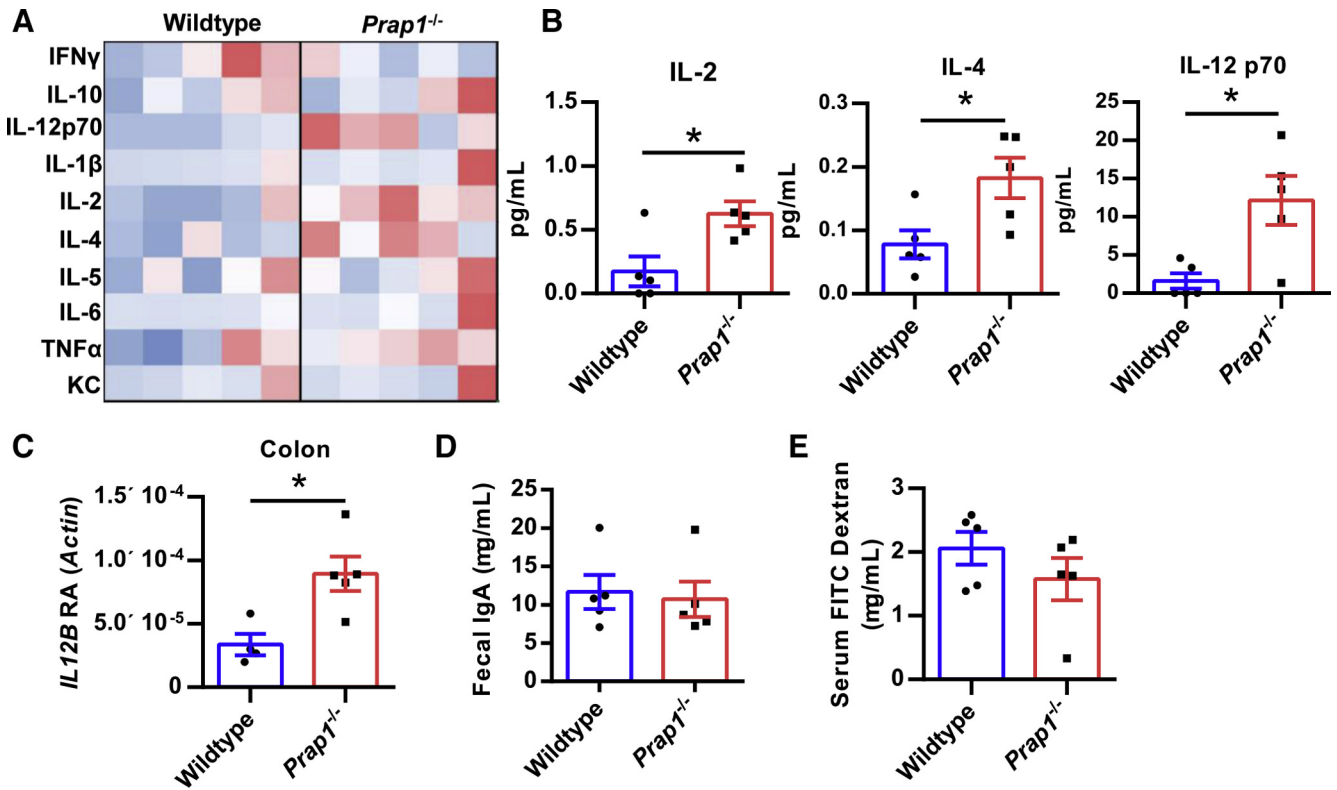 A
Wildtype
Prap1-/-
IFNγ
IL-10
IL-12p70
IL-1β
IL-2
IL-4
IL-5
IL-6
TNFα
KC
B
IL-2
pg/mL
1.5
1.0
0.5
0.0
*
Wildtype
Prap1-/-
IL-4
pg/mL
0.3
0.2
0.1
0.0
*
Wildtype
Prap1-/-
IL-12 p70
pg/mL
25
20
15
10
5
0
*
Wildtype
Prap1-/-
C
Colon
IL12B RA (Actin)
1.5´ 10-4
1.0´ 10-4
5.0´ 10-5
0
*
Wildtype
Prap1-/-
D
Fecal IgA (mg/mL)
25
20
15
10
5
0
Wildtype
Prap1-/-
E
Serum FITC Dextran
(mg/mL)
3
2
1
0
Wildtype
Prap1-/-